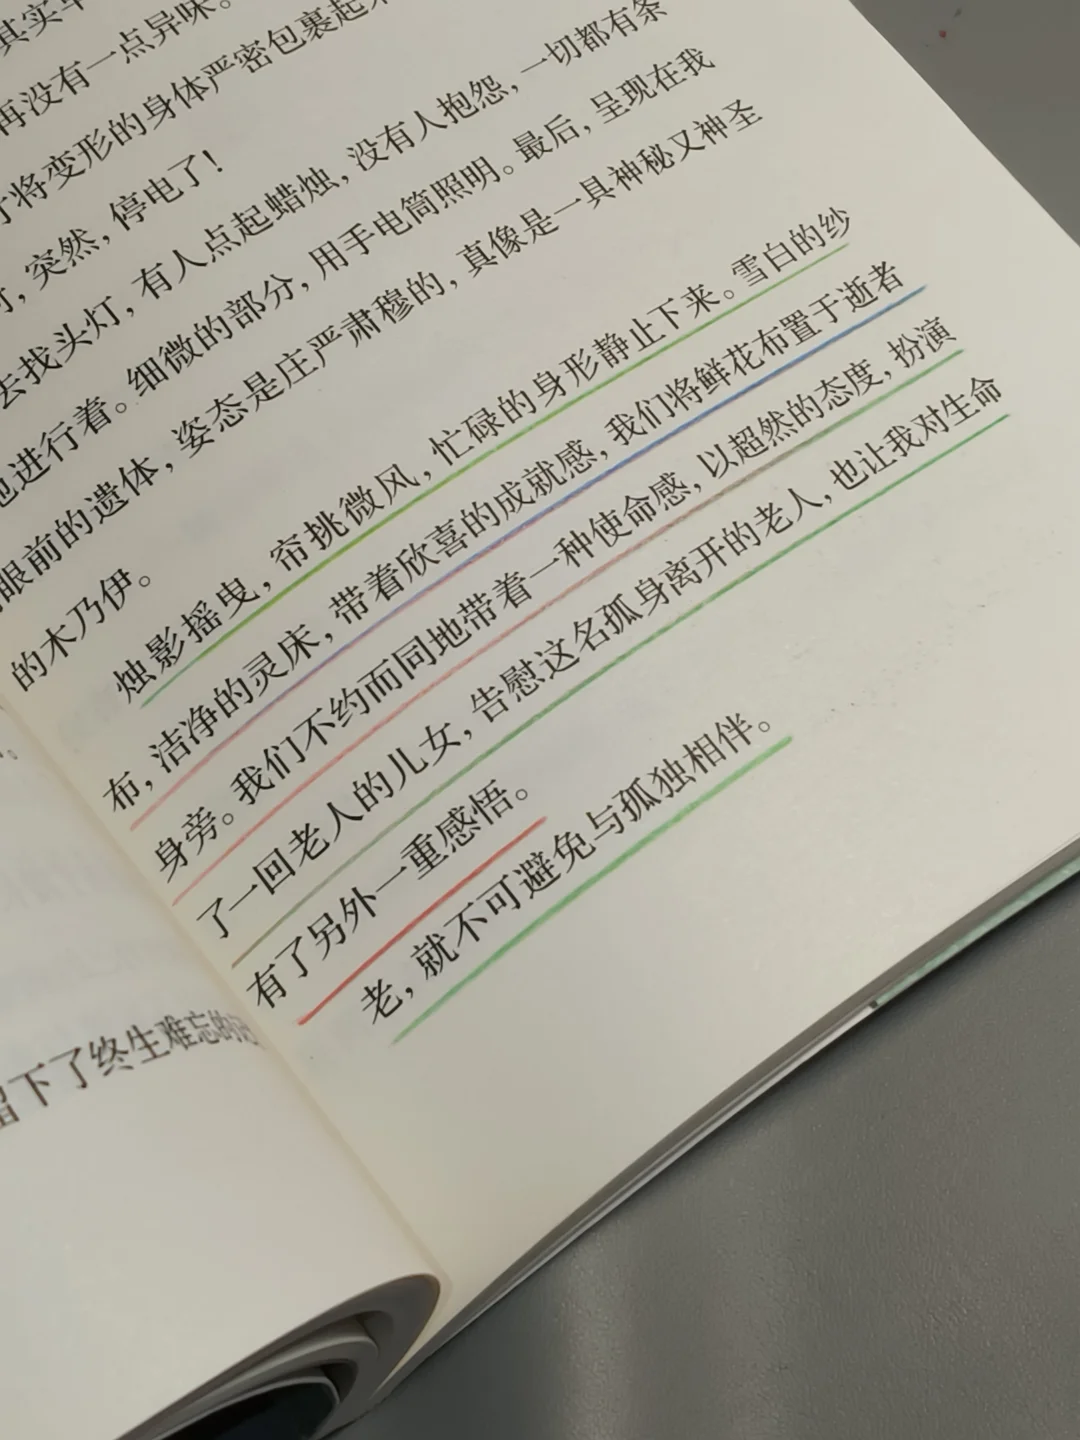 再没有一点异味。
将变形的身体严密包裹起来
突然，停电了！
去找头灯，有人点起蜡烛，没有人抱怨，一切都有条
地进行着。细微的部分，用手电筒照明。最后，呈现在我
眼前的遗体，姿态是庄严肃穆的，真像是一具神秘又神圣
的木乃伊。
烛影摇曳，帘挑微风，忙碌的身形静止下来。雪白的纱
布，洁净的灵床，带着欣喜的成就感，我们将鲜花布置于逝者
身旁。我们不约而同地带着一种使命感，以超然的态度，扮演
了一回老人的儿女，告慰这名孤身离开的老人，也让我对生命
有了另外一重感悟。
老，就不可避免与孤独相伴。
留下了终生难忘的